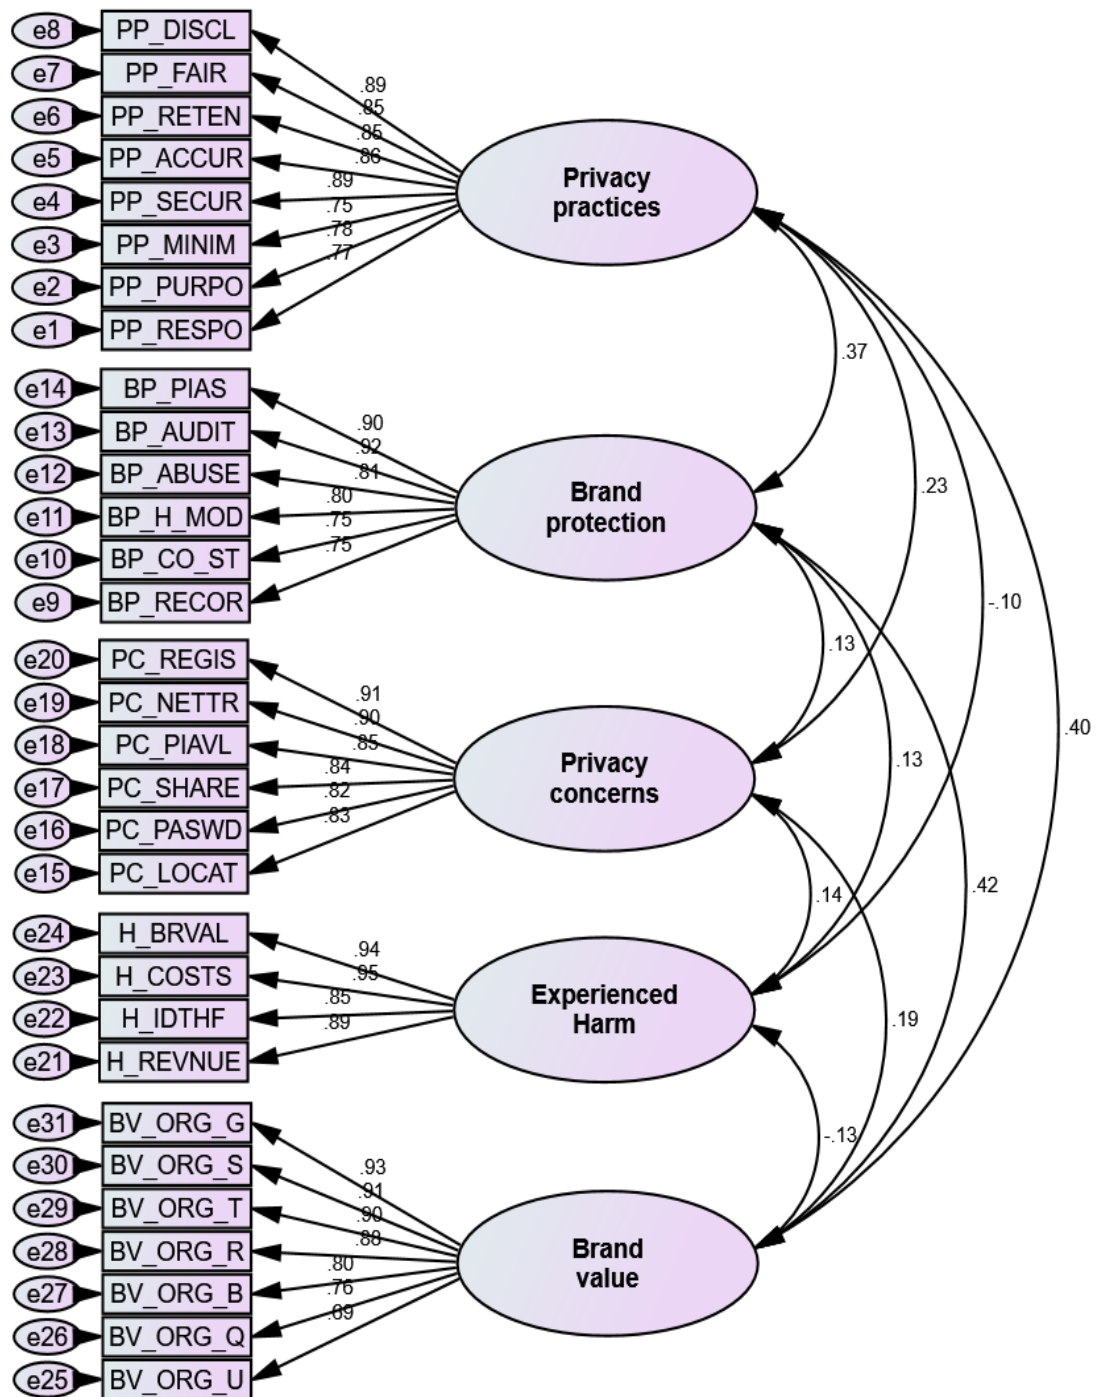 e8 PP_DISCL
e7 PP_FAIR
e6 PP_RETEN
e5 PP_ACCUR
e4 PP_SECUR
e3 PP_MINIM
e2 PP_PURPO
e1 PP_RESPO
.89
.85
.85
.86
.89
.75
.78
.77
Privacy
practices
e14 BP_PIAS
e13 BP_AUDIT
e12 BP_ABUSE
e11 BP_H_MOD
e10 BP_CO_ST
e9 BP_RECOR
.90
.92
.81
.80
.75
.75
Brand
protection
e20 PC_REGIS
e19 PC_NETTR
e18 PC_PIAVL
e17 PC_SHARE
e16 PC_PASWD
e15 PC_LOCAT
.91
.90
.85
.84
.82
.83
Privacy
concerns
e24 H_BRVAL
e23 H_COSTS
e22 H_IDTHF
e21 H_REVNUE
.94
.95
.85
.89
Experienced
Harm
e31 BV_ORG_G
e30 BV_ORG_S
e29 BV_ORG_T
e28 BV_ORG_R
e27 BV_ORG_B
e26 BV_ORG_Q
e25 BV_ORG_U
.93
.91
.90
.88
.80
.76
.69
Brand
value
.37
.23
-.10
.13
.40
.13
.42
.14
.19
-.13